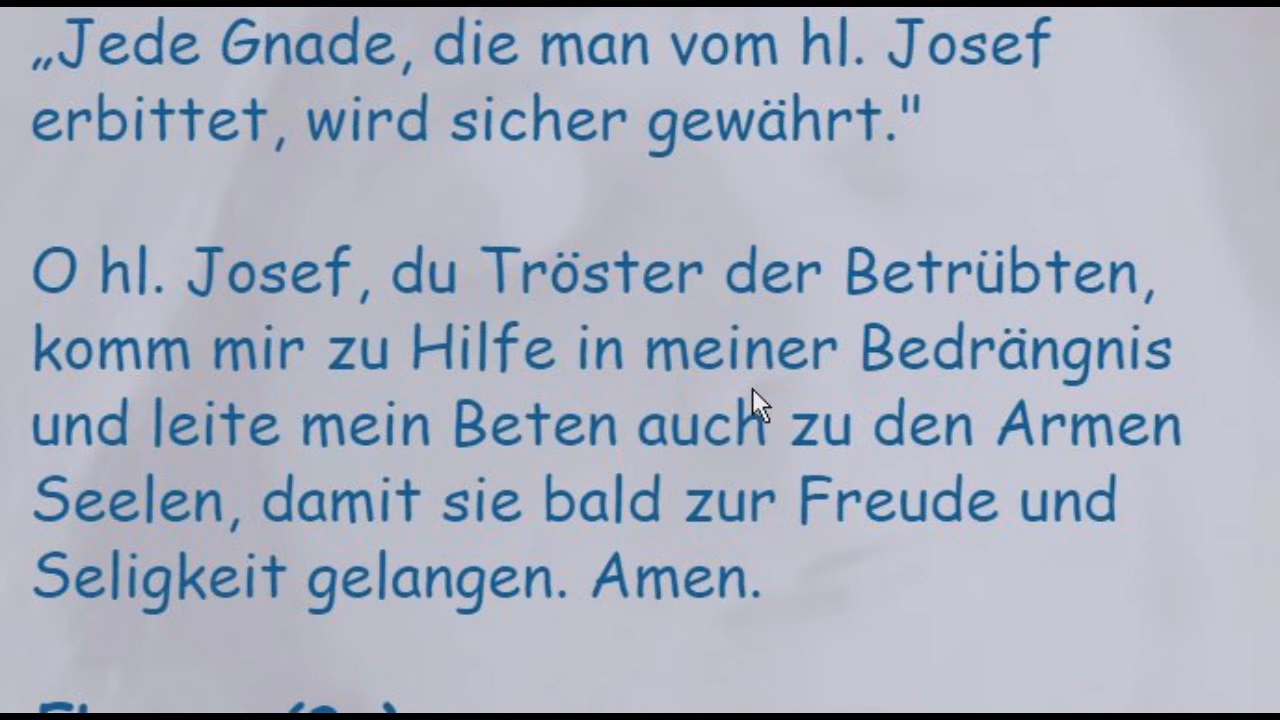 „Jede Gnade, die man vom hl. Josef
erbittet, wird sicher gewährt."
O hl. Josef, du Tröster der Betrübten,
komm mir zu Hilfe in meiner Bedrängnis
und leite mein Beten auch zu den Armen
Seelen, damit sie bald zur Freude und
Seligkeit gelangen. Amen.